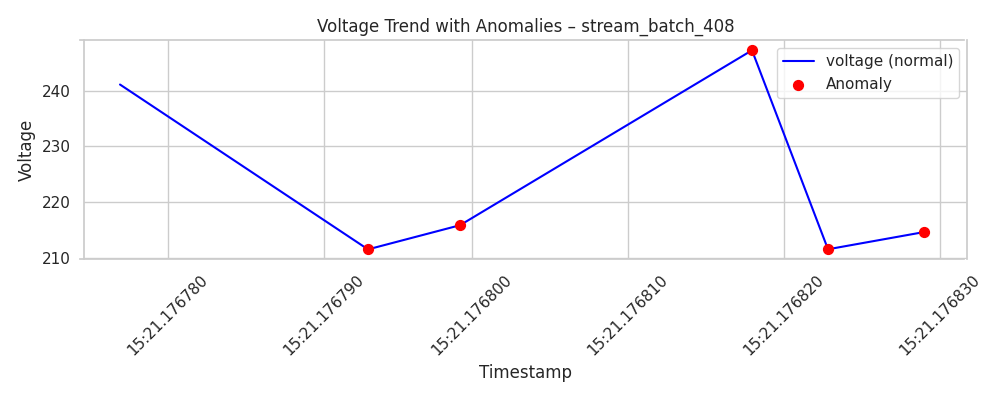 Voltage Trend with Anomalies – stream_batch_408
voltage (normal)
Anomaly
Voltage
240
230
220
210
15:21.176780
15:21.176790
15:21.176800
15:21.176810
15:21.176820
15:21.176830
Timestamp